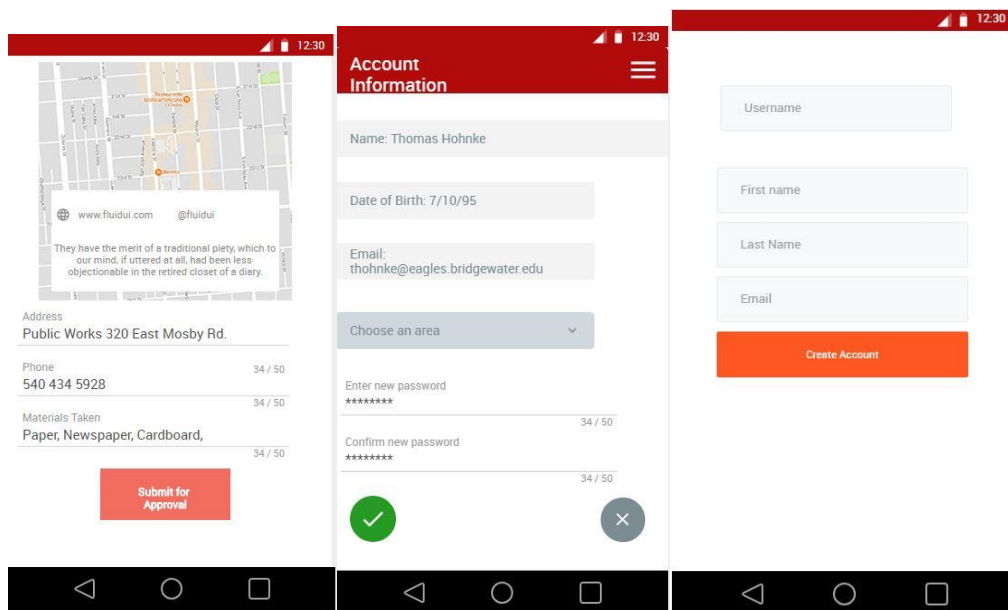 12:30
Restaurante
www.fluidui.com @fluidui
They have the merit of a traditional piety, which to
our mind, if uttered at all, had been less
objectionable in the retired closet of a diary.
Address
Public Works 320 East Mosby Rd.
Phone 34 / 50
540 434 5928
34 / 50
Materials Taken
Paper, Newspaper, Cardboard,
34 / 50
Submit for
Approval
12:30
Account
Information
Name: Thomas Hohnke
Date of Birth: 7/10/95
Email:
thohnke@eagles.bridgewater.edu
Choose an area
Enter new password
********
34 / 50
Confirm new password
********
34 / 50
12:30
Username
First name
Last Name
Email
Create Account